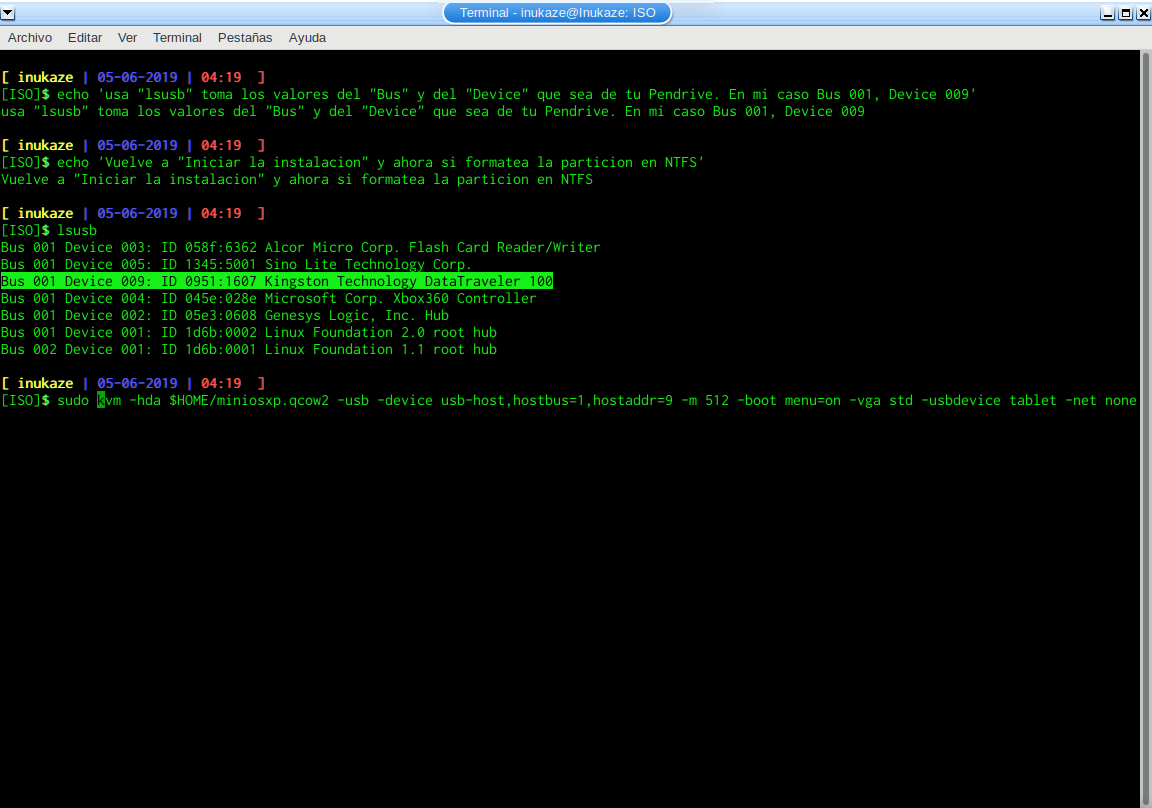 Terminal - inukaze@Inukaze: ISO
Archivo Editar Ver Terminal Pestañas Ayuda
[ inukaze | 05-06-2019 | 04:19 ]
[ISO]$ echo 'usa "lsusb" toma los valores del "Bus" y del "Device" que sea de tu Pendrive. En mi caso Bus 001, Device 009'
usa "lsusb" toma los valores del "Bus" y del "Device" que sea de tu Pendrive. En mi caso Bus 001, Device 009
[ inukaze | 05-06-2019 | 04:19 ]
[ISO]$ echo 'Vuelve a "Iniciar la instalacion" y ahora si formatea la particion en NTFS'
Vuelve a "Iniciar la instalacion" y ahora si formatea la particion en NTFS
[ inukaze | 05-06-2019 | 04:19 ]
[ISO]$ lsusb
Bus 001 Device 003: ID 058f:6362 Alcor Micro Corp. Flash Card Reader/Writer
Bus 001 Device 005: ID 1345:5001 Sino Lite Technology Corp.
Bus 001 Device 009: ID 0951:1607 Kingston Technology DataTraveler 100
Bus 001 Device 004: ID 045e:028e Microsoft Corp. Xbox360 Controller
Bus 001 Device 002: ID 05e3:0608 Genesys Logic, Inc. Hub
Bus 001 Device 001: ID 1d6b:0002 Linux Foundation 2.0 root hub
Bus 002 Device 001: ID 1d6b:0001 Linux Foundation 1.1 root hub
[ inukaze | 05-06-2019 | 04:19 ]
[ISO]$ sudo kvm -hda $HOME/miniosxp.qcow2 -usb -device usb-host,hostbus=1,hostaddr=9 -m 512 -boot menu=on -vga std -usbdevice tablet -net none